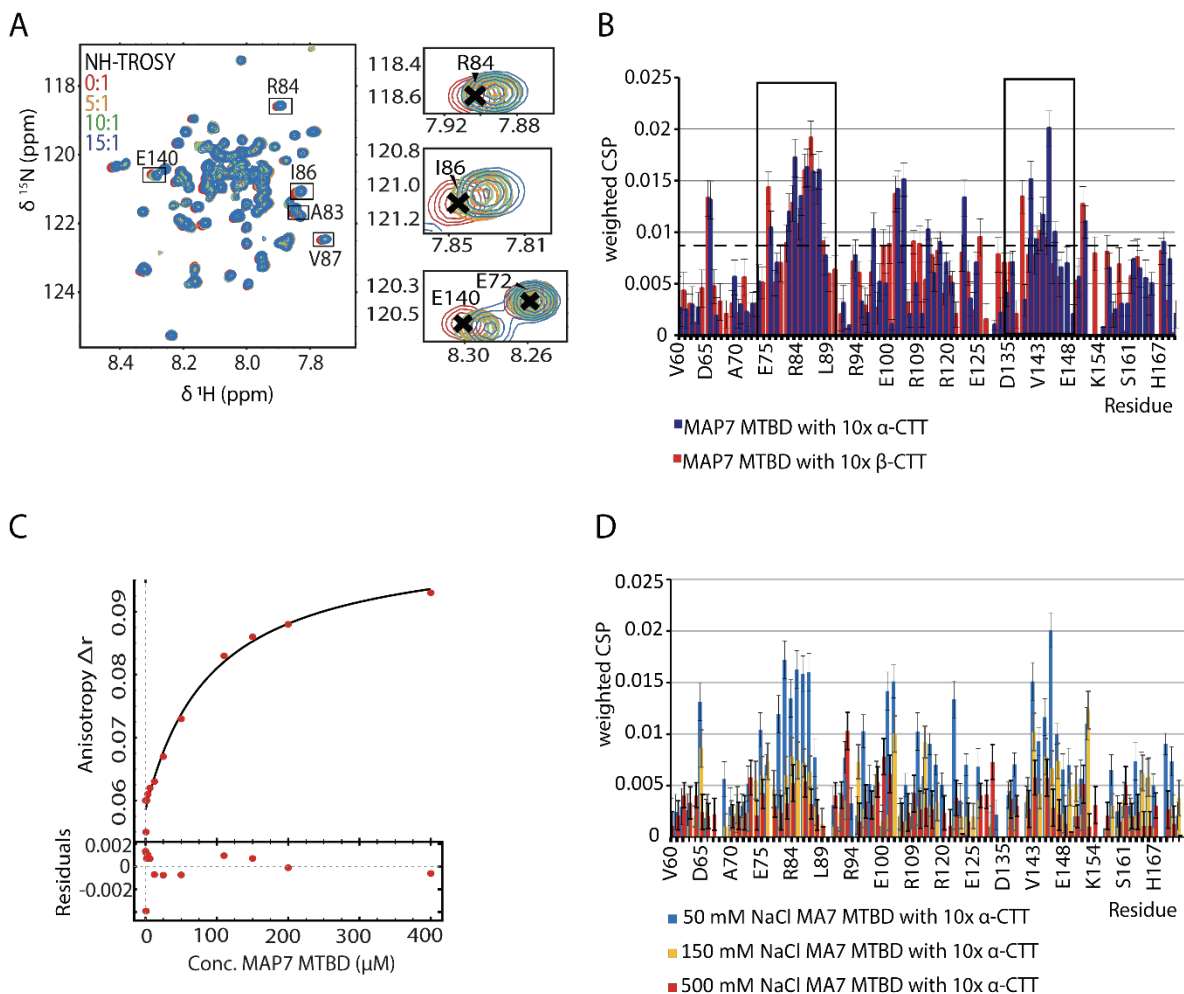 A
NH-TROSY
0:1
5:1
10:1
15:1
R84
E140
I86
A83
V87
118
120
122
124
δ ¹⁵N (ppm)
8.4 8.2 8.0 7.8
δ ¹H (ppm)
118.4
118.6
R84
7.92 7.88
120.8
121.0
121.2
I86
7.85 7.81
120.3
120.5
E140
E72
8.30 8.26
B
weighted CSP
0.025
0.02
0.015
0.01
0.005
0
V60 D65 A70 E75 R84 L89 R94 E100 R109 R120 E125 D135 V143 E148 K154 S161 H167
Residue
MAP7 MTBD with 10x α-CTT
MAP7 MTBD with 10x β-CTT
C
Anisotropy Δr
0.09
0.08
0.07
0.06
Residuals
0.002
0
-0.002
0 100 200 300 400
Conc. MAP7 MTBD (μM)
D
weighted CSP
0.025
0.02
0.015
0.01
0.005
0
V60 D65 A70 E75 R84 L89 R94 E100 R109 R120 E125 D135 V143 E148 K154 S161 H167
Residue
50 mM NaCl MA7 MTBD with 10x α-CTT
150 mM NaCl MA7 MTBD with 10x α-CTT
500 mM NaCl MA7 MTBD with 10x α-CTT